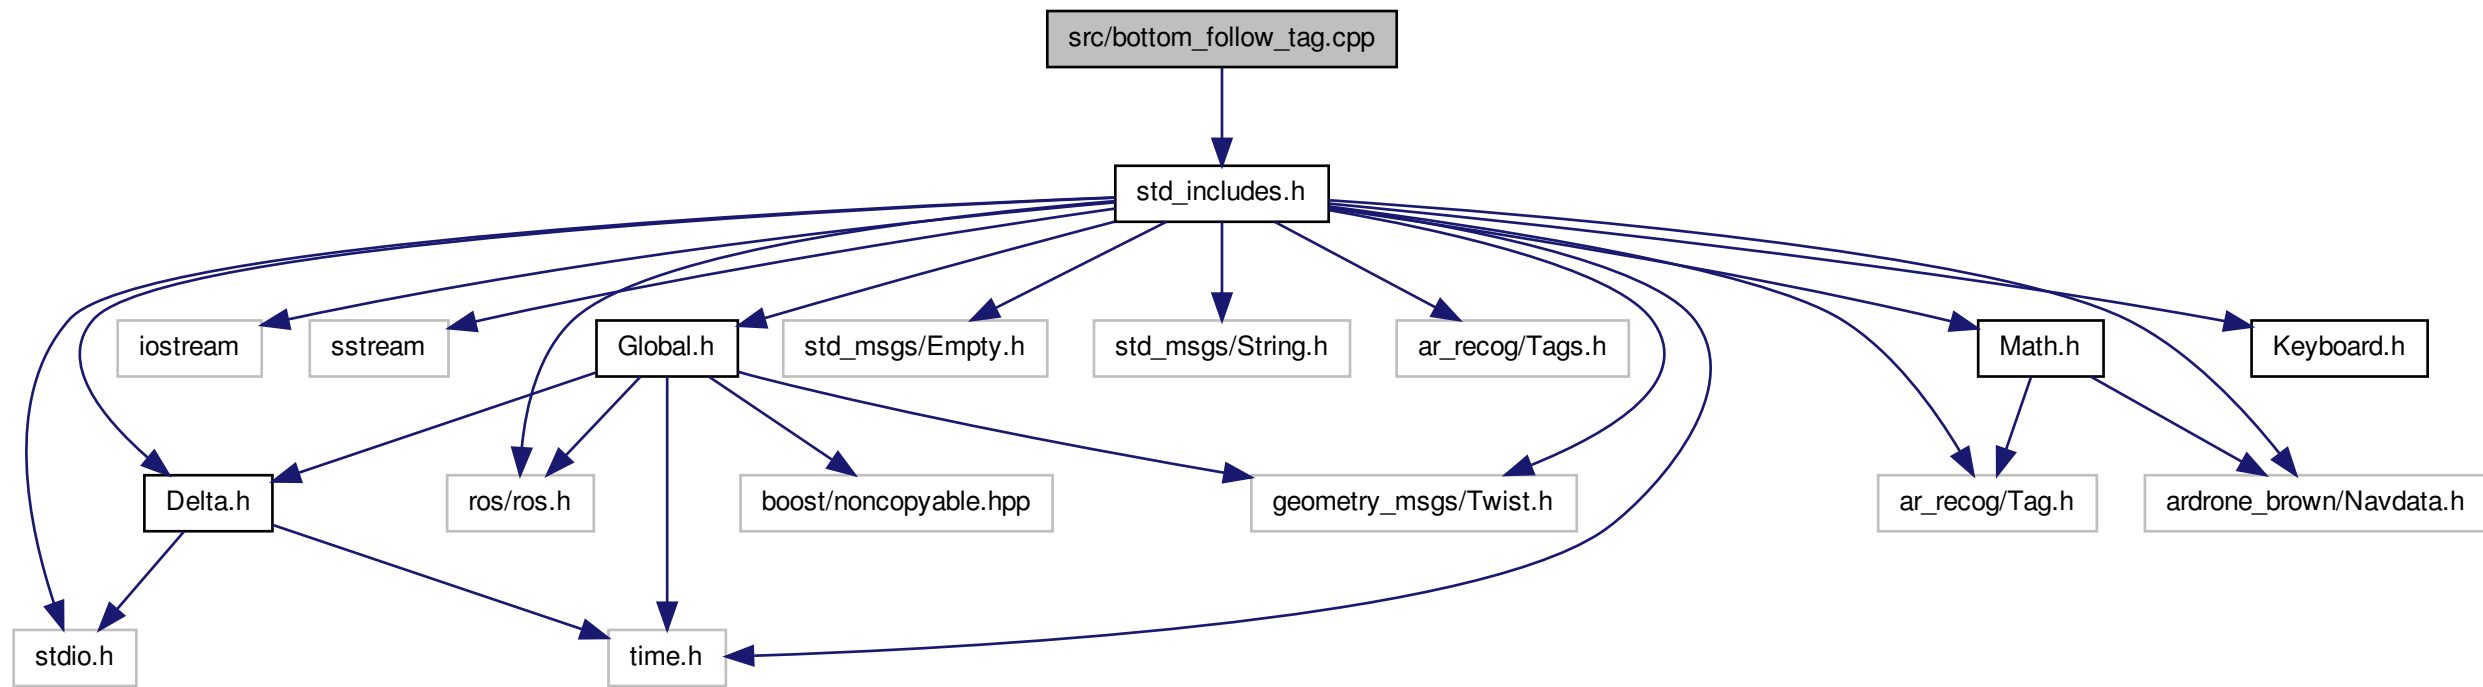 src/bottom_follow_tag.cpp
std_includes.h
iostream
sstream
Global.h
std_msgs/Empty.h
std_msgs/String.h
ar_recog/Tags.h
Math.h
Keyboard.h
Delta.h
ros/ros.h
boost/noncopyable.hpp
geometry_msgs/Twist.h
ar_recog/Tag.h
ardrone_brown/Navdata.h
stdio.h
time.h